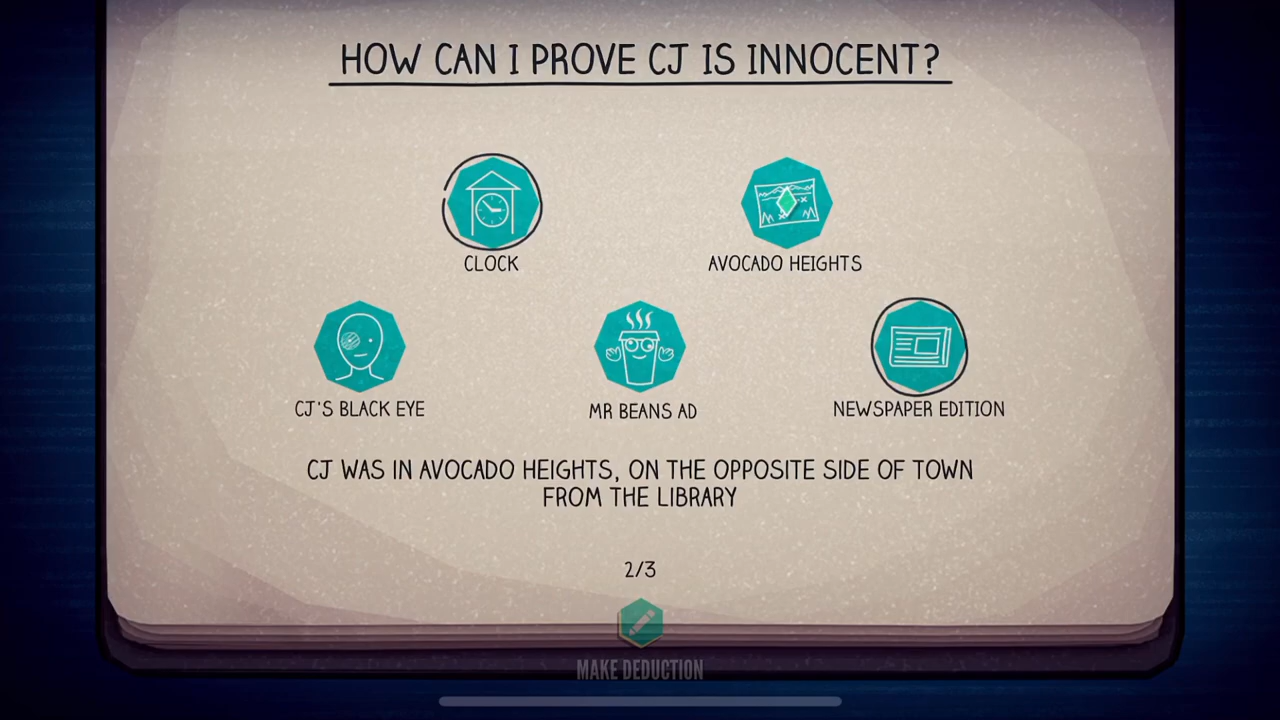 HOW CAN I PROVE CJ IS INNOCENT?
CLOCK
AVOCADO HEIGHTS
CJ'S BLACK EYE
MR BEANS AD
NEWSPAPER EDITION
CJ WAS IN AVOCADO HEIGHTS, ON THE OPPOSITE SIDE OF TOWN
FROM THE LIBRARY
2/3
MAKE DEDUCTION